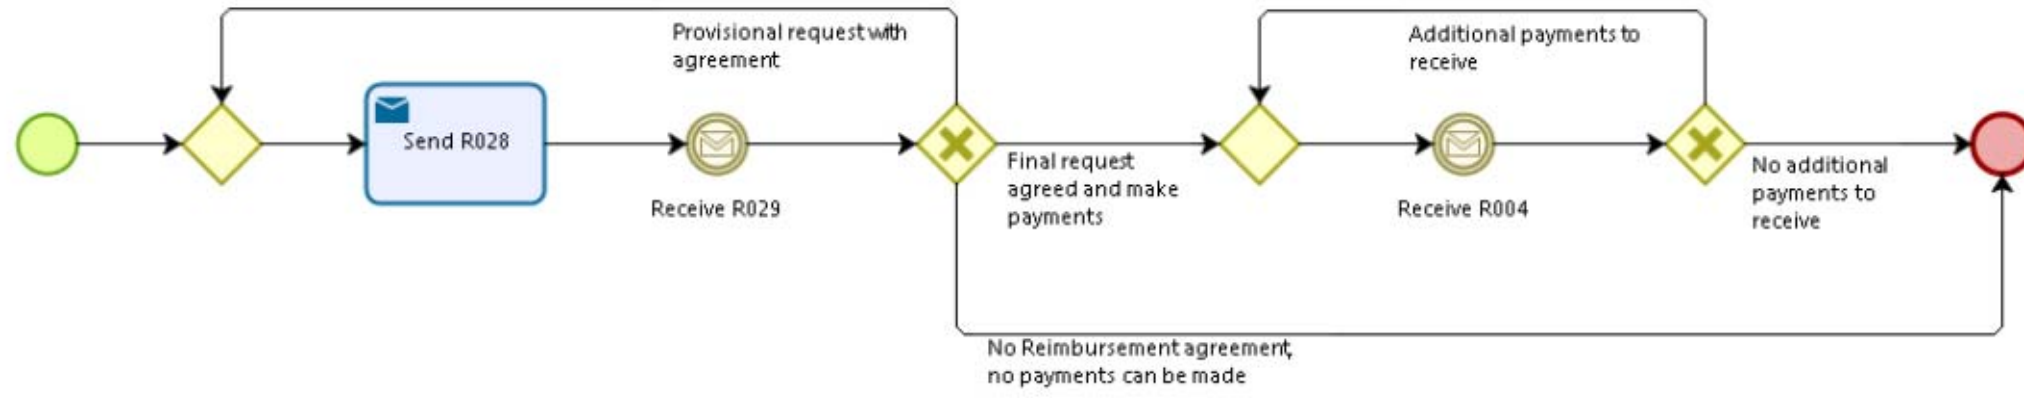 Provisional request with
agreement
Additional payments to
receive
Send R028
Receive R029
Final request
agreed and make
payments
Receive R004
No additional
payments to
receive
No Reimbursement agreement,
no payments can be made